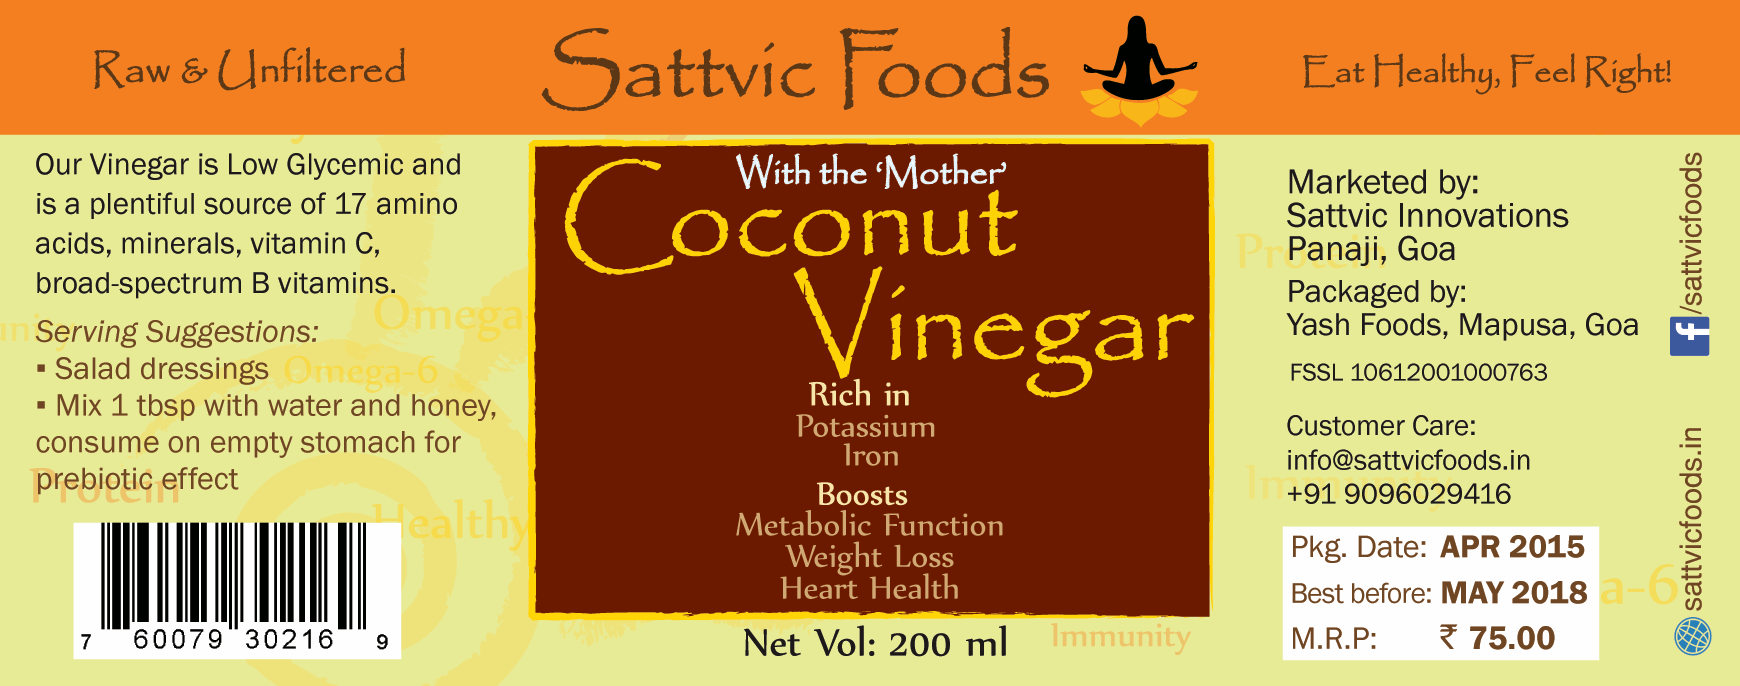 Raw & Unfiltered
Sattvic Foods
Eat Healthy, Feel Right!
Our Vinegar is Low Glycemic and
is a plentiful source of 17 amino
acids, minerals, vitamin C,
broad-spectrum B vitamins.
Serving Suggestions:
▪ Salad dressings
▪ Mix 1 tbsp with water and honey,
consume on empty stomach for
prebiotic effect
Omega-
Omega-6
Protein
Healthy
7 60079 30216 9
With the ‘Mother’
Coconut
Vinegar
Rich in
Potassium
Iron
Boosts
Metabolic Function
Weight Loss
Heart Health
Net Vol: 200 ml
Immunity
Marketed by:
Sattvic Innovations
Panaji, Goa
Packaged by:
Yash Foods, Mapusa, Goa
FSSL 10612001000763
Customer Care:
info@sattvicfoods.in
+91 9096029416
Protein
Immunity
Pkg. Date: APR 2015
Best before: MAY 2018
M.R.P: ₹ 75.00
a-6
f/sattvicfoods
sattvicfoods.in